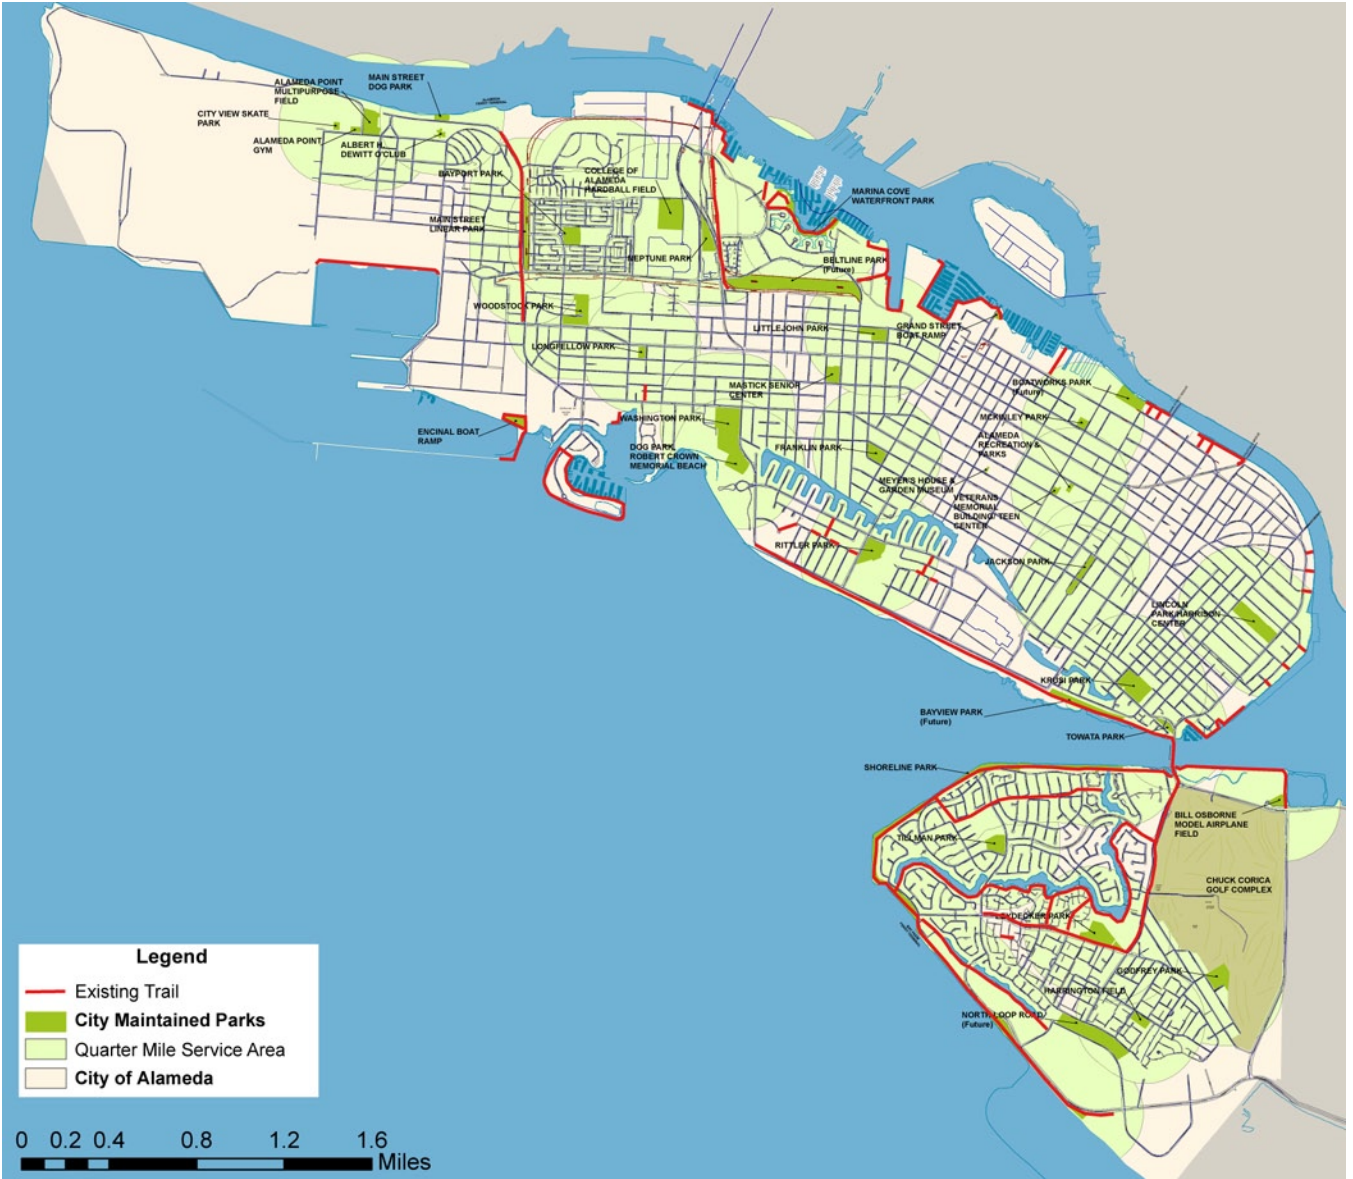 ALAMEDA POINT
MULTIPURPOSE
FIELD
MAIN STREET
DOG PARK
CITY VIEW SKATE
PARK
ALAMEDA POINT
GYM
ALBERT H.
DEWITT O'CLUB
BAYPORT PARK
COLLEGE OF
ALAMEDA
HARDBALL FIELD
MARINA COVE
WATERFRONT PARK
MAIN STREET
LINEAR PARK
NEPTUNE PARK
BELTLINE PARK
(Future)
WOODSTOCK PARK
LITTLEJOHN PARK
GRAND STREET
BOAT RAMP
LONGFELLOW PARK
MASTICK SENIOR
CENTER
BOATWORKS PARK
(Future)
ENCINAL BOAT
RAMP
WASHINGTON PARK
MCKINLEY PARK
DOG PARK
ROBERT CROWN
MEMORIAL BEACH
FRANKLIN PARK
ALAMEDA
RECREATION &
PARKS
MEYER'S HOUSE &
GARDEN MUSEUM
VETERANS
MEMORIAL
BUILDING/ TEEN
CENTER
RITTLER PARK
JACKSON PARK
LINCOLN
PARK/HARRISON
CENTER
KRUSI PARK
BAYVIEW PARK
(Future)
TOWATA PARK
SHORELINE PARK
BILL OSBORNE
MODEL AIRPLANE
FIELD
TILLMAN PARK
CHUCK CORICA
GOLF COMPLEX
LEYDECKER PARK
GODFREY PARK
HARRINGTON FIELD
NORTH LOOP ROAD
(Future)
Legend
Existing Trail
City Maintained Parks
Quarter Mile Service Area
City of Alameda
0 0.2 0.4 0.8 1.2 1.6
Miles